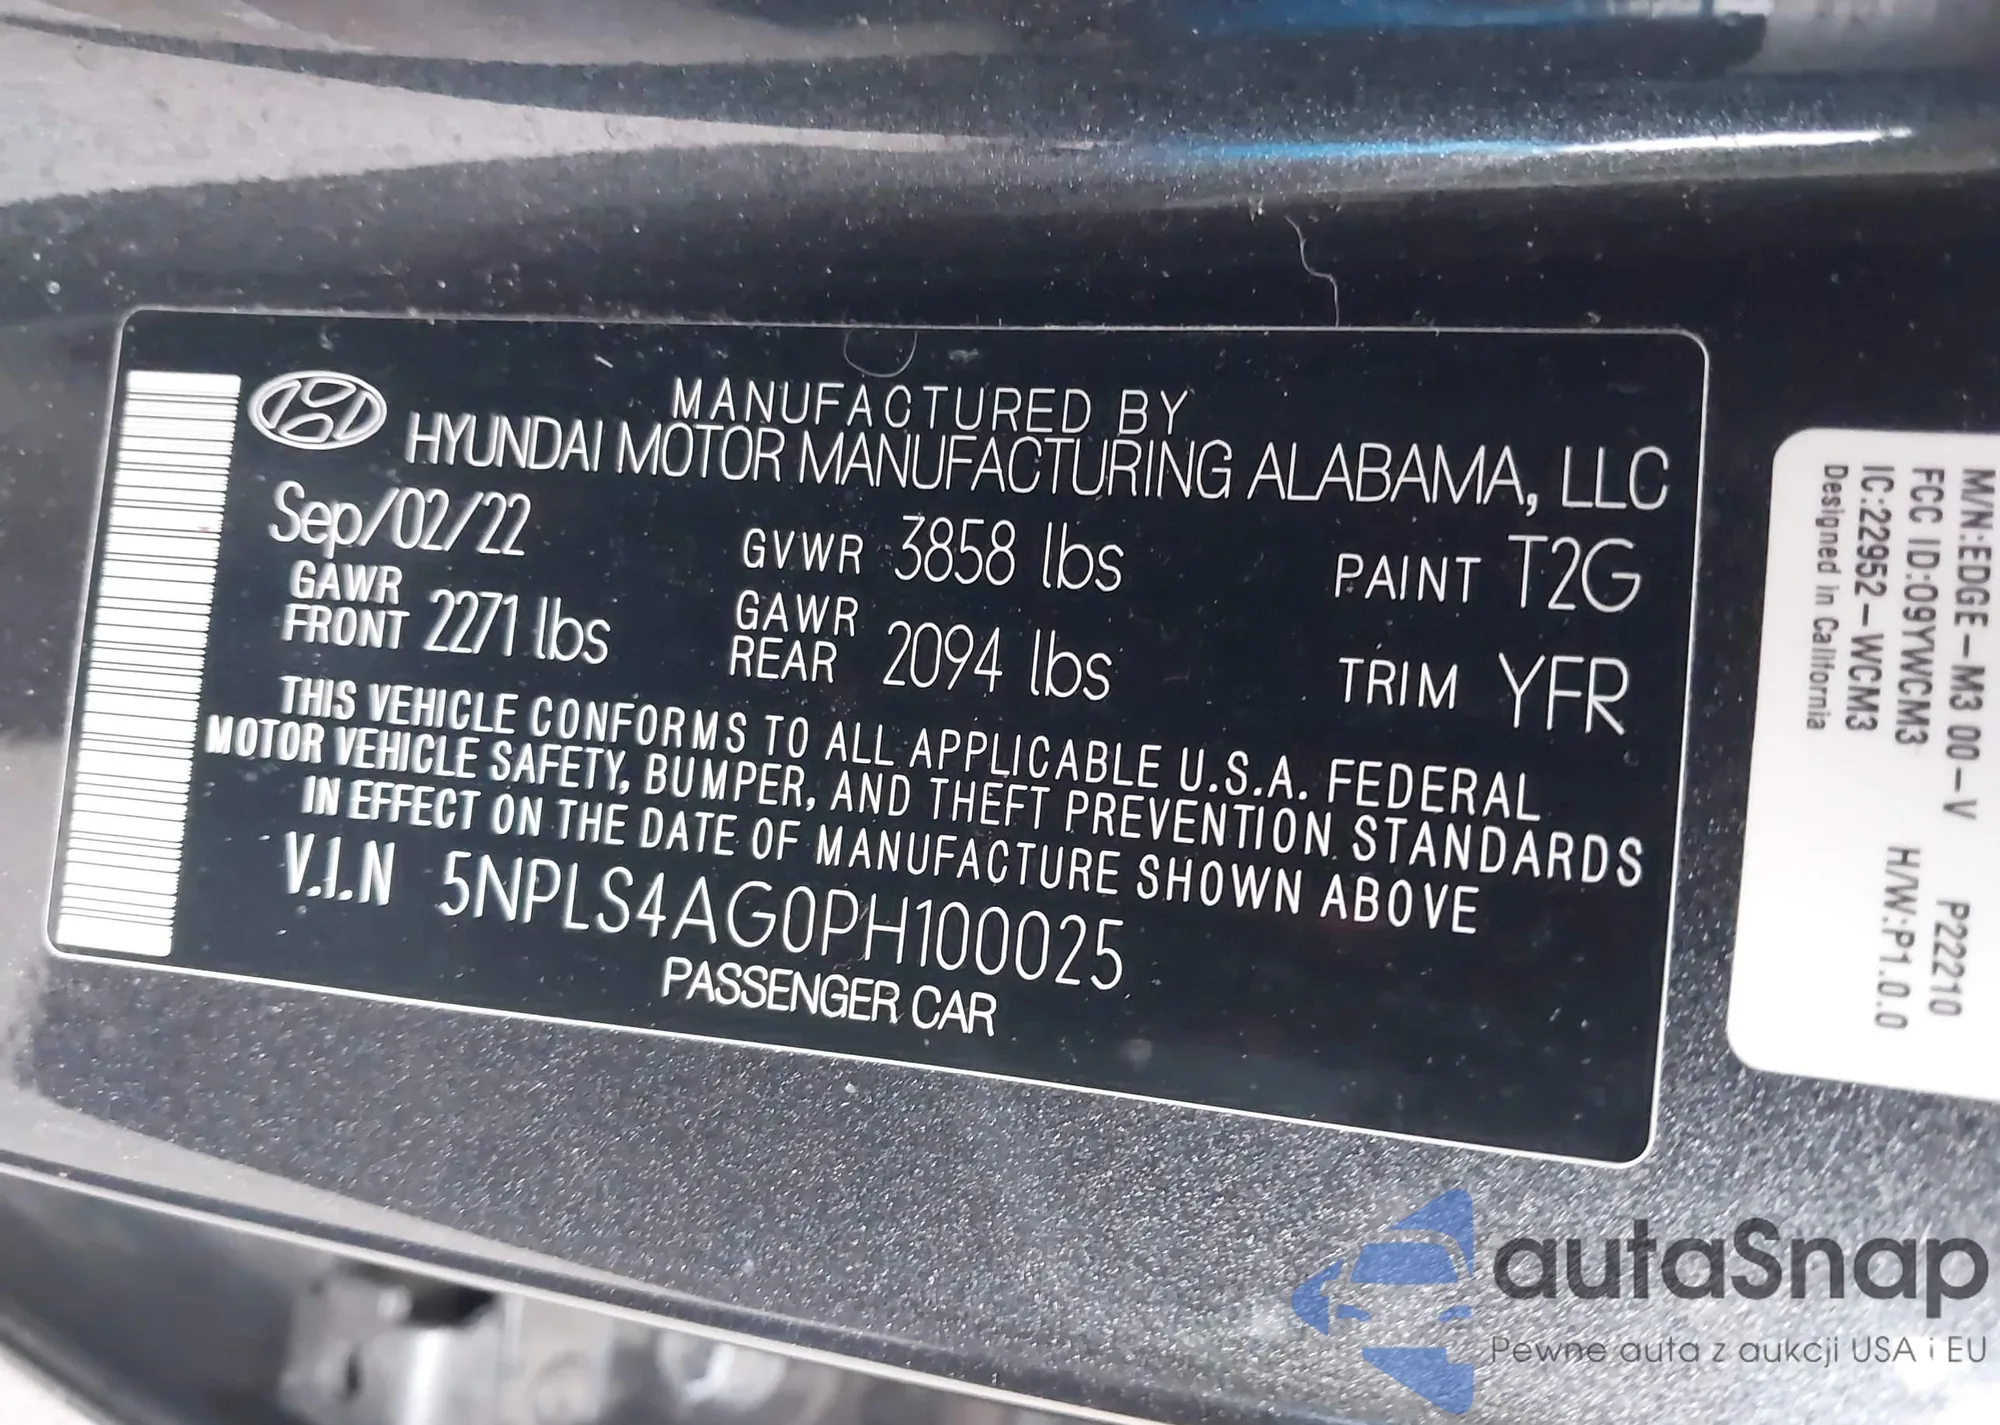 MANUFACTURED BY
HYUNDAI MOTOR MANUFACTURING ALABAMA, LLC
Sep/02/22 GVWR 3858 lbs PAINT T2G
GAWR FRONT 2271 lbs GAWR REAR 2094 lbs TRIM YFR
THIS VEHICLE CONFORMS TO ALL APPLICABLE U.S.A. FEDERAL
MOTOR VEHICLE SAFETY, BUMPER, AND THEFT PREVENTION STANDARDS
IN EFFECT ON THE DATE OF MANUFACTURE SHOWN ABOVE
V.I.N 5NPLS4AG0PH100025
PASSENGER CAR
M/N:EDGE-M3 00-V P22210
FCC ID:O9YWCM3 H/W:P1.0.0
IC:22952-WCM3
Designed in California
autaSnap
Pewne auta z aukcji USA i EU